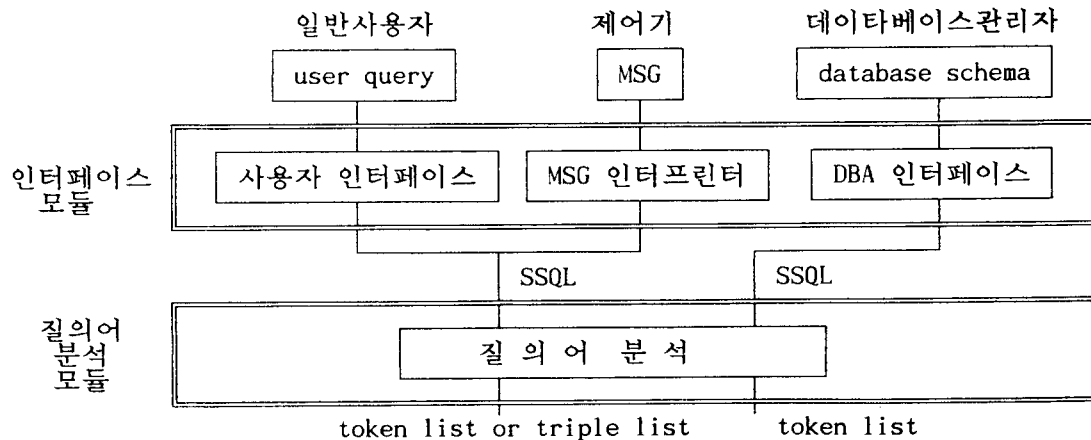 일반사용자 제어기 데이타베이스관리자
user query MSG database schema
인터페이스
모듈
사용자 인터페이스 MSG 인터프린터 DBA 인터페이스
SSQL SSQL
질의어
분석
모듈
질 의 어 분 석
token list or triple list token list